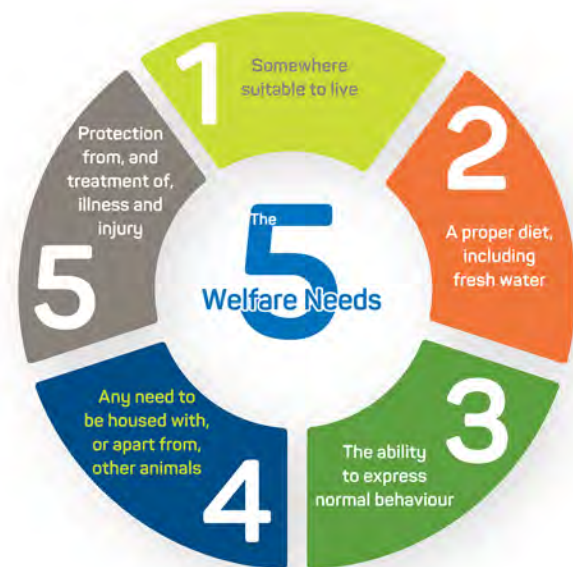 The
5
Welfare Needs
1
Somewhere
suitable to live
2
A proper diet,
including
fresh water
3
The ability
to express
normal behaviour
4
Any need to
be housed with,
or apart from,
other animals
5
Protection
from, and
treatment of,
illness and
injury